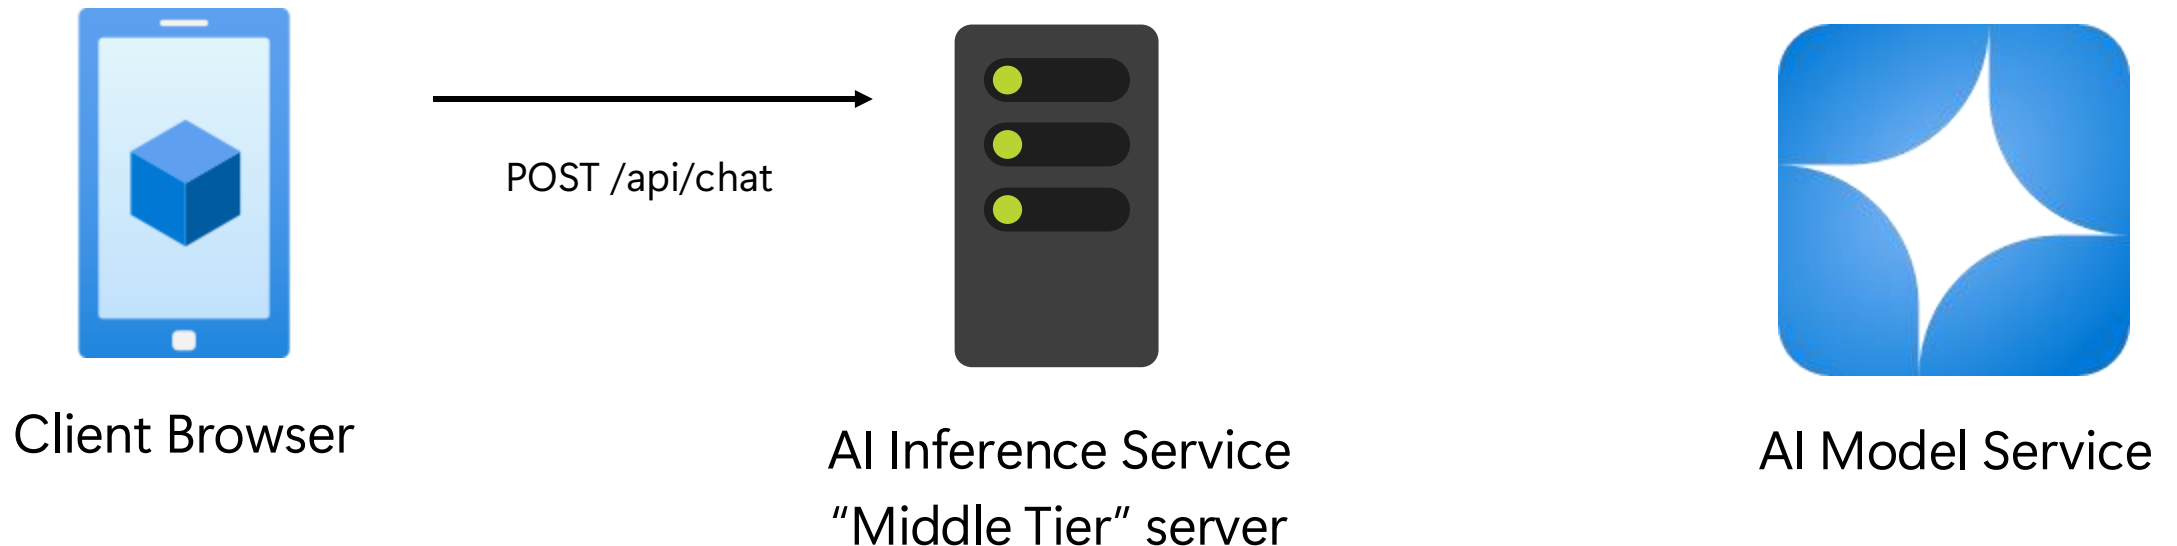 POST /api/chat
Client Browser
AI Inference Service
“Middle Tier” server
AI Model Service